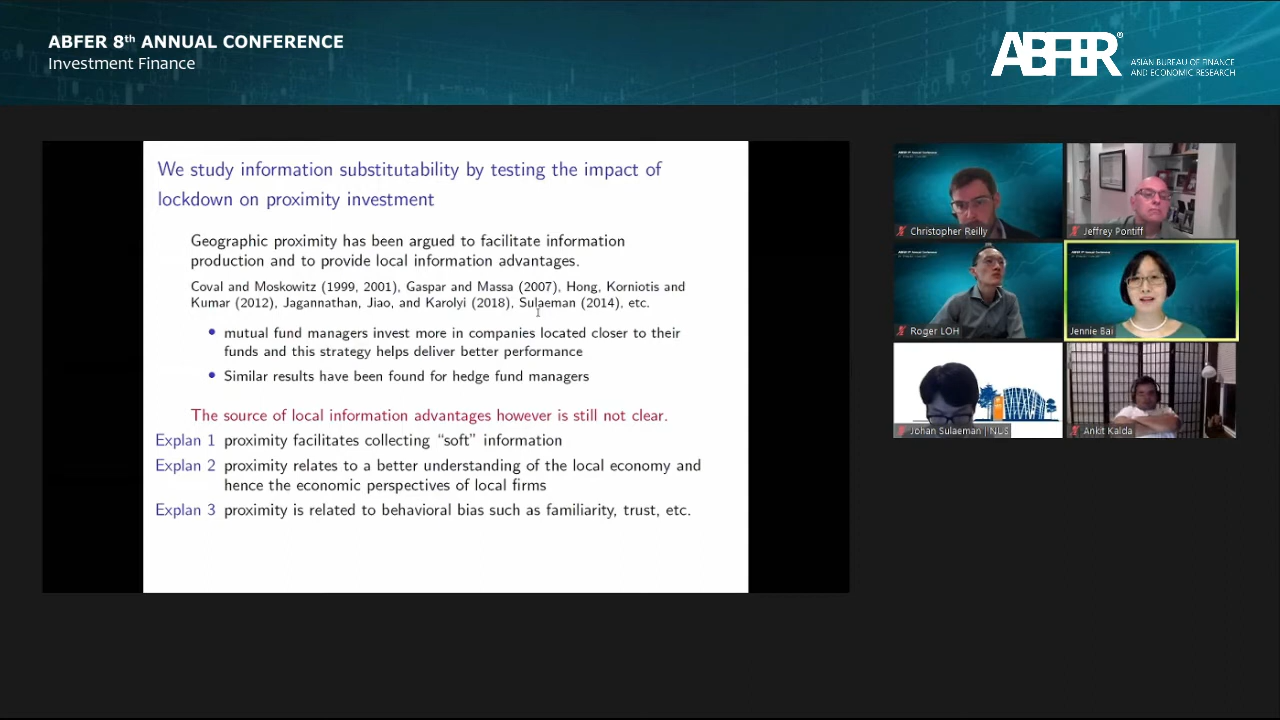 ABFER 8th ANNUAL CONFERENCE
Investment Finance
ABFER®
ASIAN BUREAU OF FINANCE
AND ECONOMIC RESEARCH
We study information substitutability by testing the impact of
lockdown on proximity investment
Geographic proximity has been argued to facilitate information
production and to provide local information advantages.
Coval and Moskowitz (1999, 2001), Gaspar and Massa (2007), Hong, Korniotis and
Kumar (2012), Jagannathan, Jiao, and Karolyi (2018), Sulaeman (2014), etc.
• mutual fund managers invest more in companies located closer to their
funds and this strategy helps deliver better performance
• Similar results have been found for hedge fund managers
The source of local information advantages however is still not clear.
Explan 1 proximity facilitates collecting “soft” information
Explan 2 proximity relates to a better understanding of the local economy and
hence the economic perspectives of local firms
Explan 3 proximity is related to behavioral bias such as familiarity, trust, etc.
Christopher Reilly
Jeffrey Pontiff
Roger LOH
Jennie Bai
Johan Sulaeman | NUS
Ankit Kalda